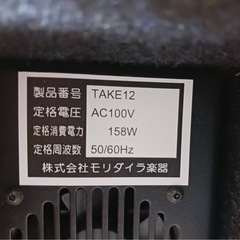 製品番号 TAKE12
定格電圧 AC100V
定格消費電力 158W
定格周波数 50/60Hz
株式会社モリダイラ楽器